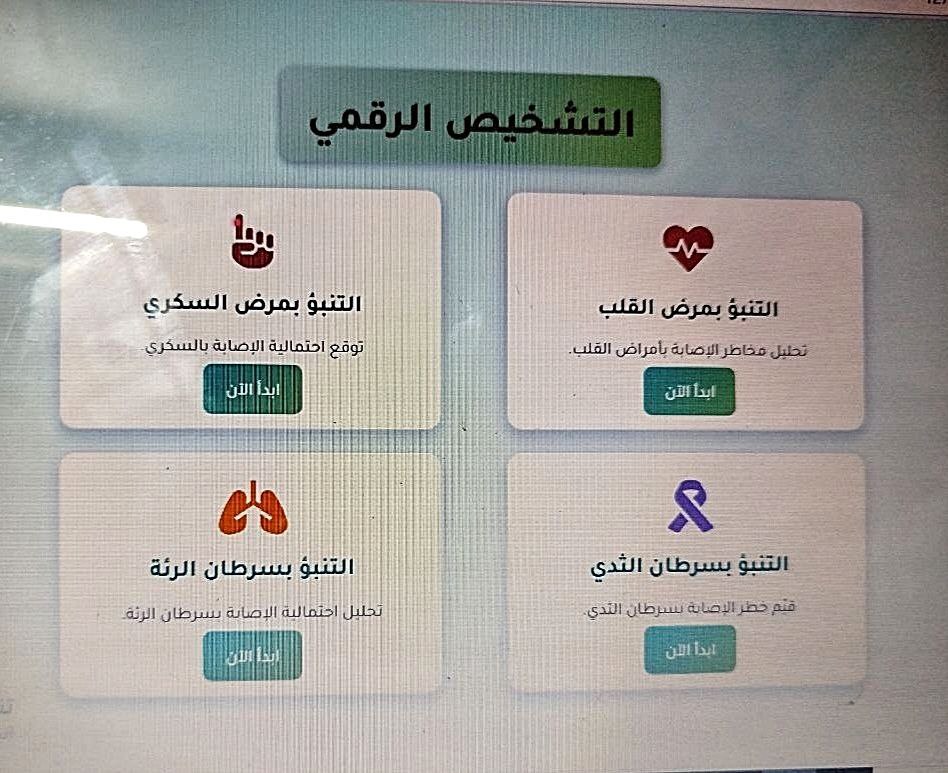 التشخيص الرقمي
التنبؤ بمرض القلب
تحليل مخاطر الإصابة بأمراض القلب.
ابدأ الآن
التنبؤ بمرض السكري
توقع احتمالية الإصابة بالسكري
ابدأ الآن
التنبؤ بسرطان الثدي
قيّم خطر الإصابة بسرطان الثدي.
ابدأ الآن
التنبؤ بسرطان الرئة
تحليل احتمالية الإصابة بسرطان الرئة.
ابدأ الآن